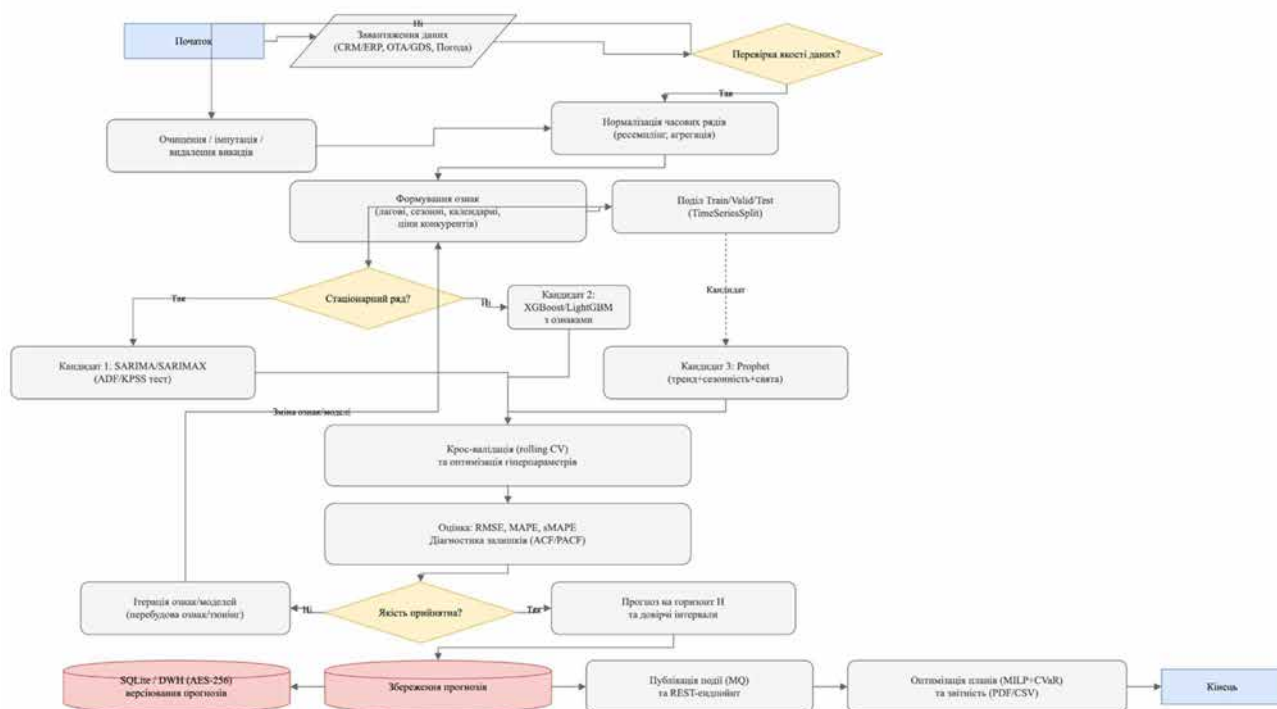 Початок
Ні
Завантаження даних
(CRM/ERP, OTA/GDS, Погода)
Перевірка якості даних?
Так
Очищення / імпутація /
видалення викидів
Нормалізація часових рядів
(ресемплінг, агрегація)
Формування ознак
(лагові, сезонні, календарні,
ціни конкурентів)
Поділ Train/Valid/Test
(TimeSeriesSplit)
Кандидат
Так
Стаціонарний ряд?
Ні
Кандидат 2:
XGBoost/LightGBM
з ознаками
Кандидат 1: SARIMA/SARIMAX
(ADF/KPSS тест)
Кандидат 3: Prophet
(тренд+сезонність+свята)
Зміна ознак/моделі
Крос-валідація (rolling CV)
та оптимізація гіперпараметрів
Оцінка: RMSE, MAPE, sMAPE
Діагностика залишків (ACF/PACF)
Ітерація ознак/моделей
(перебудова ознак/тюнінг)
Ні
Якість прийнятна?
Так
Прогноз на горизонт H
та довірчі інтервали
SQLite / DWH (AES-256)
версіювання прогнозів
Збереження прогнозів
Публікація події (MQ)
та REST-ендпоінт
Оптимізація планів (MILP+CVaR)
та звітність (PDF/CSV)
Кінець